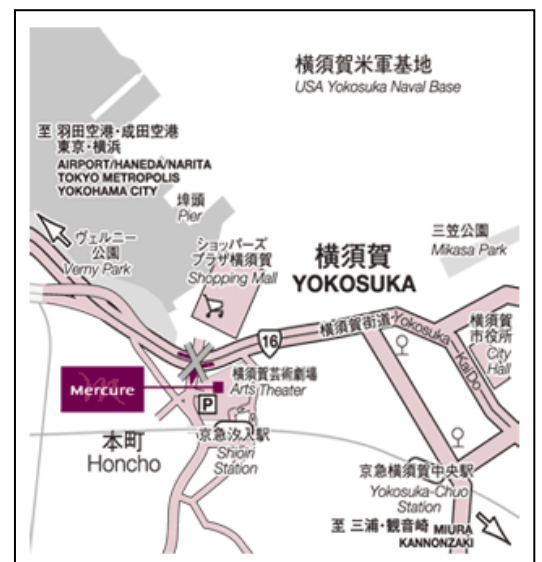 横須賀米軍基地
USA Yokosuka Naval Base
至 羽田空港・成田空港
東京・横浜
AIRPORT/HANEDA/NARITA
TOKYO METROPOLIS
YOKOHAMA CITY
埠頭
Pier
ヴェルニー
公園
Verny Park
ショッパーズ
プラザ横須賀
Shopping Mall
三笠公園
Mikasa Park
横須賀
YOKOSUKA
16
横須賀街道 Yokosuka KaiDo
横須賀
市役所
City
Hall
Mercure
横須賀芸術劇場
Arts Theater
P
本町
Honcho
京急汐入駅
Shioiri
Station
京急横須賀中央駅
Yokosuka-Chuo
Station
至 三浦・観音崎 MIURA
KANNONZAKI